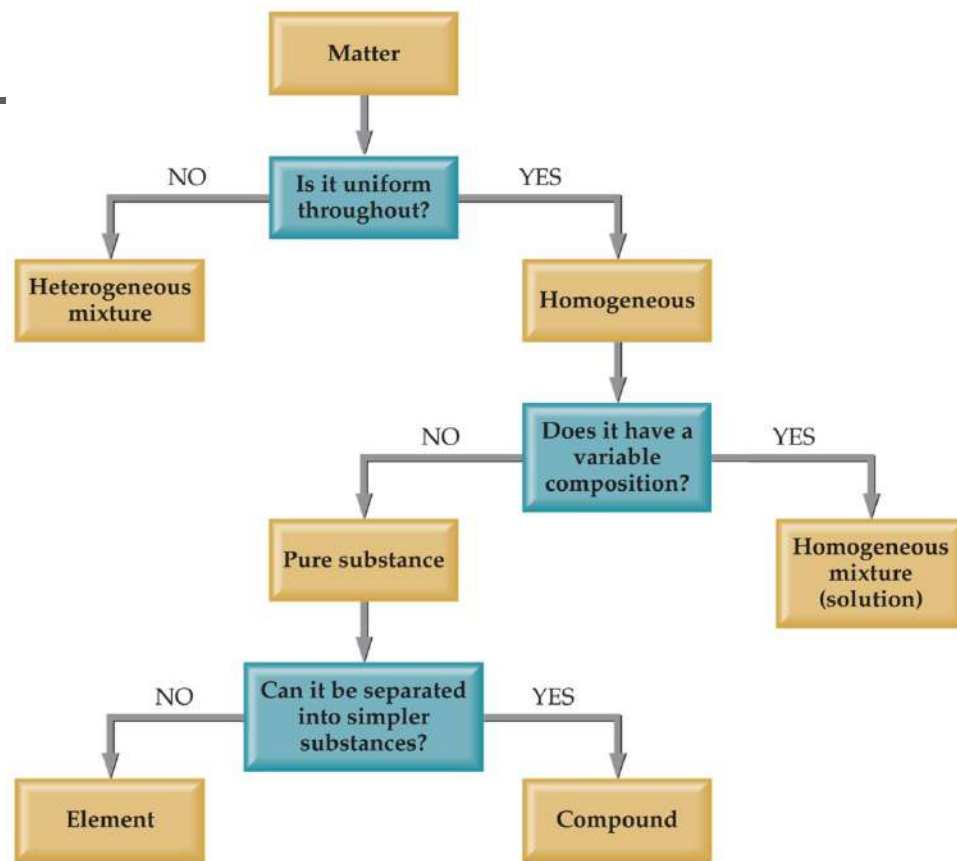 Matter
NO
Is it uniform
throughout?
YES
Heterogeneous
mixture
Homogeneous
NO
Does it have a
variable
composition?
YES
Pure substance
Homogeneous
mixture
(solution)
NO
Can it be separated
into simpler
substances?
YES
Element
Compound